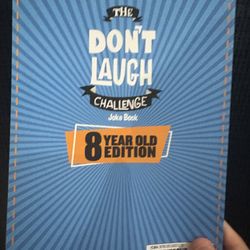 THE
DON'T
LAUGH
CHALLENGE
Joke Book
8 YEAR OLD
EDITION